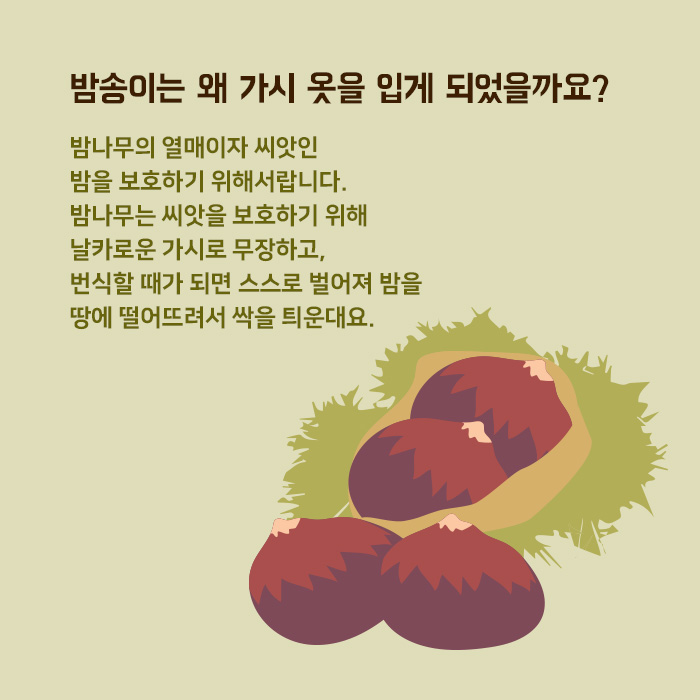 밤송이는 왜 가시 옷을 입게 되었을까요?
밤나무의 열매이자 씨앗인
밤을 보호하기 위해서랍니다.
밤나무는 씨앗을 보호하기 위해
날카로운 가시로 무장하고,
번식할 때가 되면 스스로 벌어져 밤을
땅에 떨어뜨려서 싹을 틔운대요.